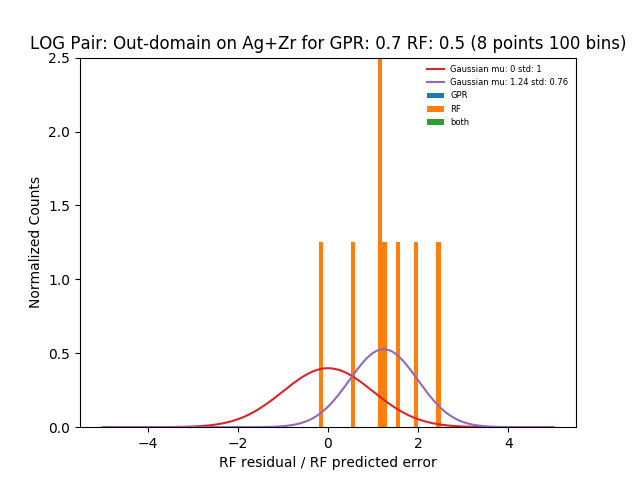 LOG Pair: Out-domain on Ag+Zr for GPR: 0.7 RF: 0.5 (8 points 100 bins)
Gaussian mu: 0 std: 1
Gaussian mu: 1.24 std: 0.76
GPR
RF
both
Normalized Counts
2.5
2.0
1.5
1.0
0.5
0.0
−4 −2 0 2 4
RF residual / RF predicted error